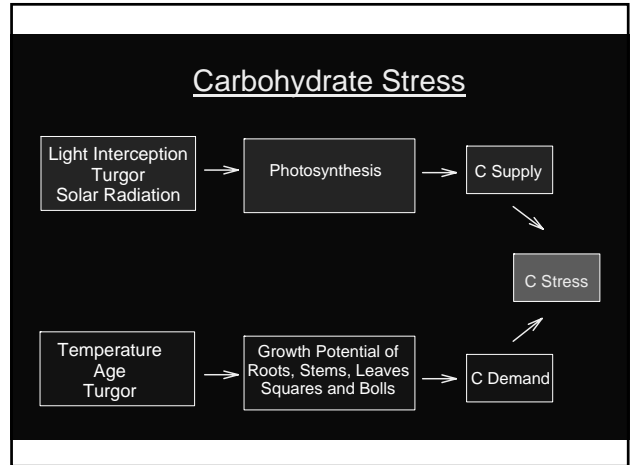 Carbohydrate Stress
Light Interception
Turgor
Solar Radiation
Photosynthesis
C Supply
C Stress
Temperature
Age
Turgor
Growth Potential of
Roots, Stems, Leaves
Squares and Bolls
C Demand